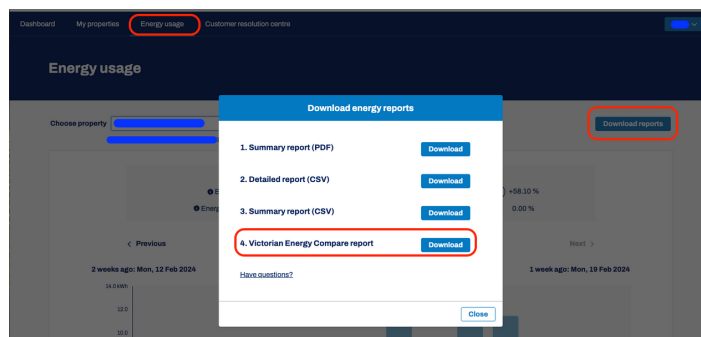 Dashboard My properties Energy usage Customer resolution centre
Energy usage
Choose property
Download reports
Download energy reports
1. Summary report (PDF) Download
2. Detailed report (CSV) Download
3. Summary report (CSV) Download
4. Victorian Energy Compare report Download
Have questions?
Close
+58.10 %
Energ 0.00 %
Previous Next
2 weeks ago: Mon, 12 Feb 2024 1 week ago: Mon, 19 Feb 2024
14.0 kWh
12.0
10.0